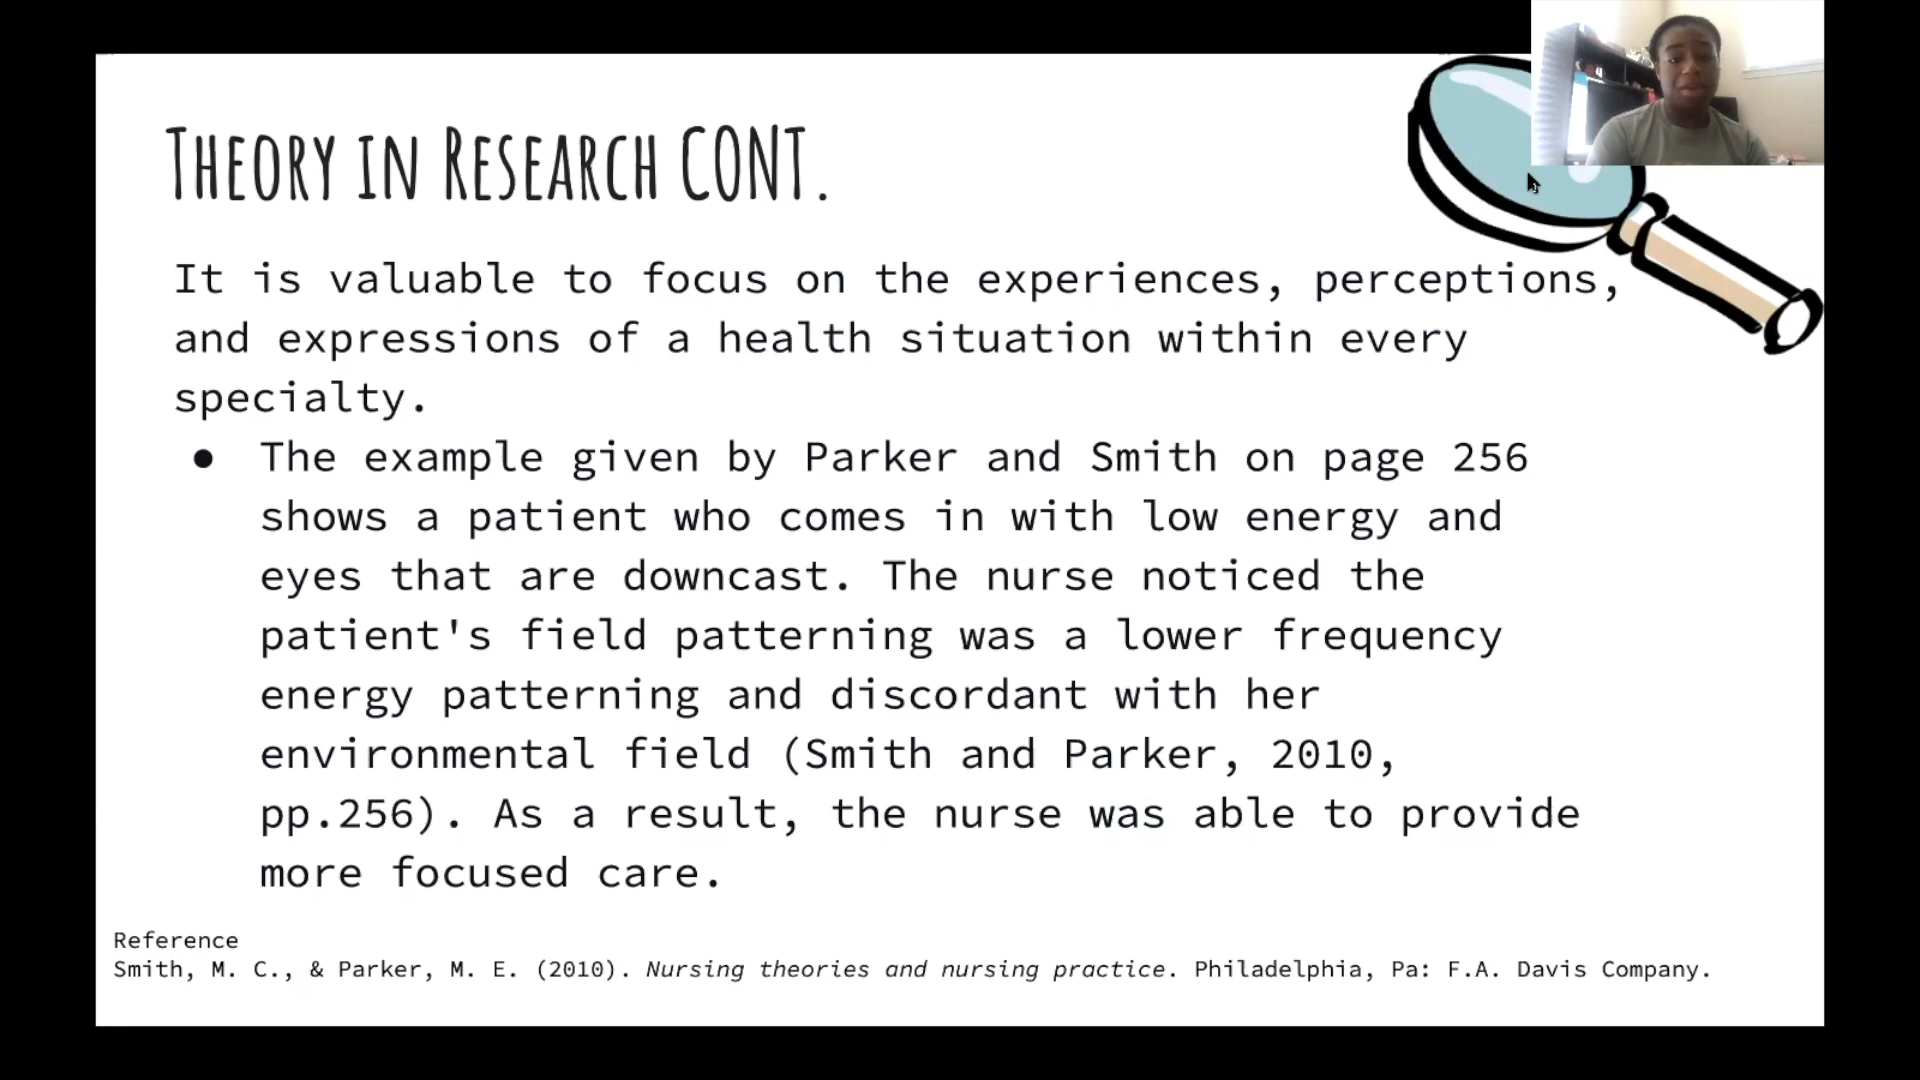 THEORY IN RESEARCH CONT.
It is valuable to focus on the experiences, perceptions,
and expressions of a health situation within every
specialty.
● The example given by Parker and Smith on page 256
shows a patient who comes in with low energy and
eyes that are downcast. The nurse noticed the
patient's field patterning was a lower frequency
energy patterning and discordant with her
environmental field (Smith and Parker, 2010,
pp.256). As a result, the nurse was able to provide
more focused care.
Reference
Smith, M. C., & Parker, M. E. (2010). Nursing theories and nursing practice. Philadelphia, Pa: F.A. Davis Company.